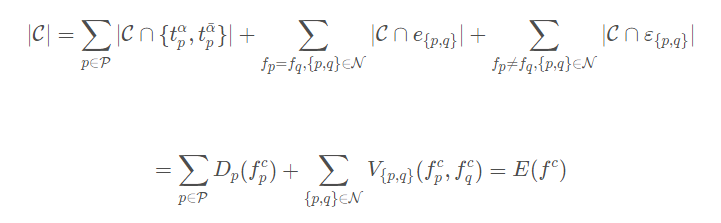 |𝒞| = ∑_{p∈𝒫} |𝒞 ∩ {t_p^α, t_p^{ᾱ}}| + ∑_{f_p=f_q,{p,q}∈𝒩} |𝒞 ∩ e_{{p,q}}| + ∑_{f_p≠f_q,{p,q}∈𝒩} |𝒞 ∩ ε_{{p,q}}|
= ∑_{p∈𝒫} D_p(f_p^c) + ∑_{{p,q}∈𝒩} V_{{p,q}}(f_p^c, f_q^c) = E(f^c)